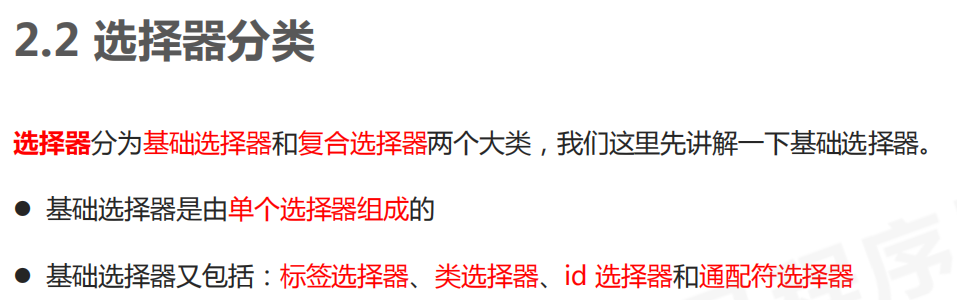 2.2 选择器分类
选择器分为基础选择器和复合选择器两个大类，我们这里先讲解一下基础选择器。
● 基础选择器是由单个选择器组成的
● 基础选择器又包括：标签选择器、类选择器、id 选择器和通配符选择器
程序